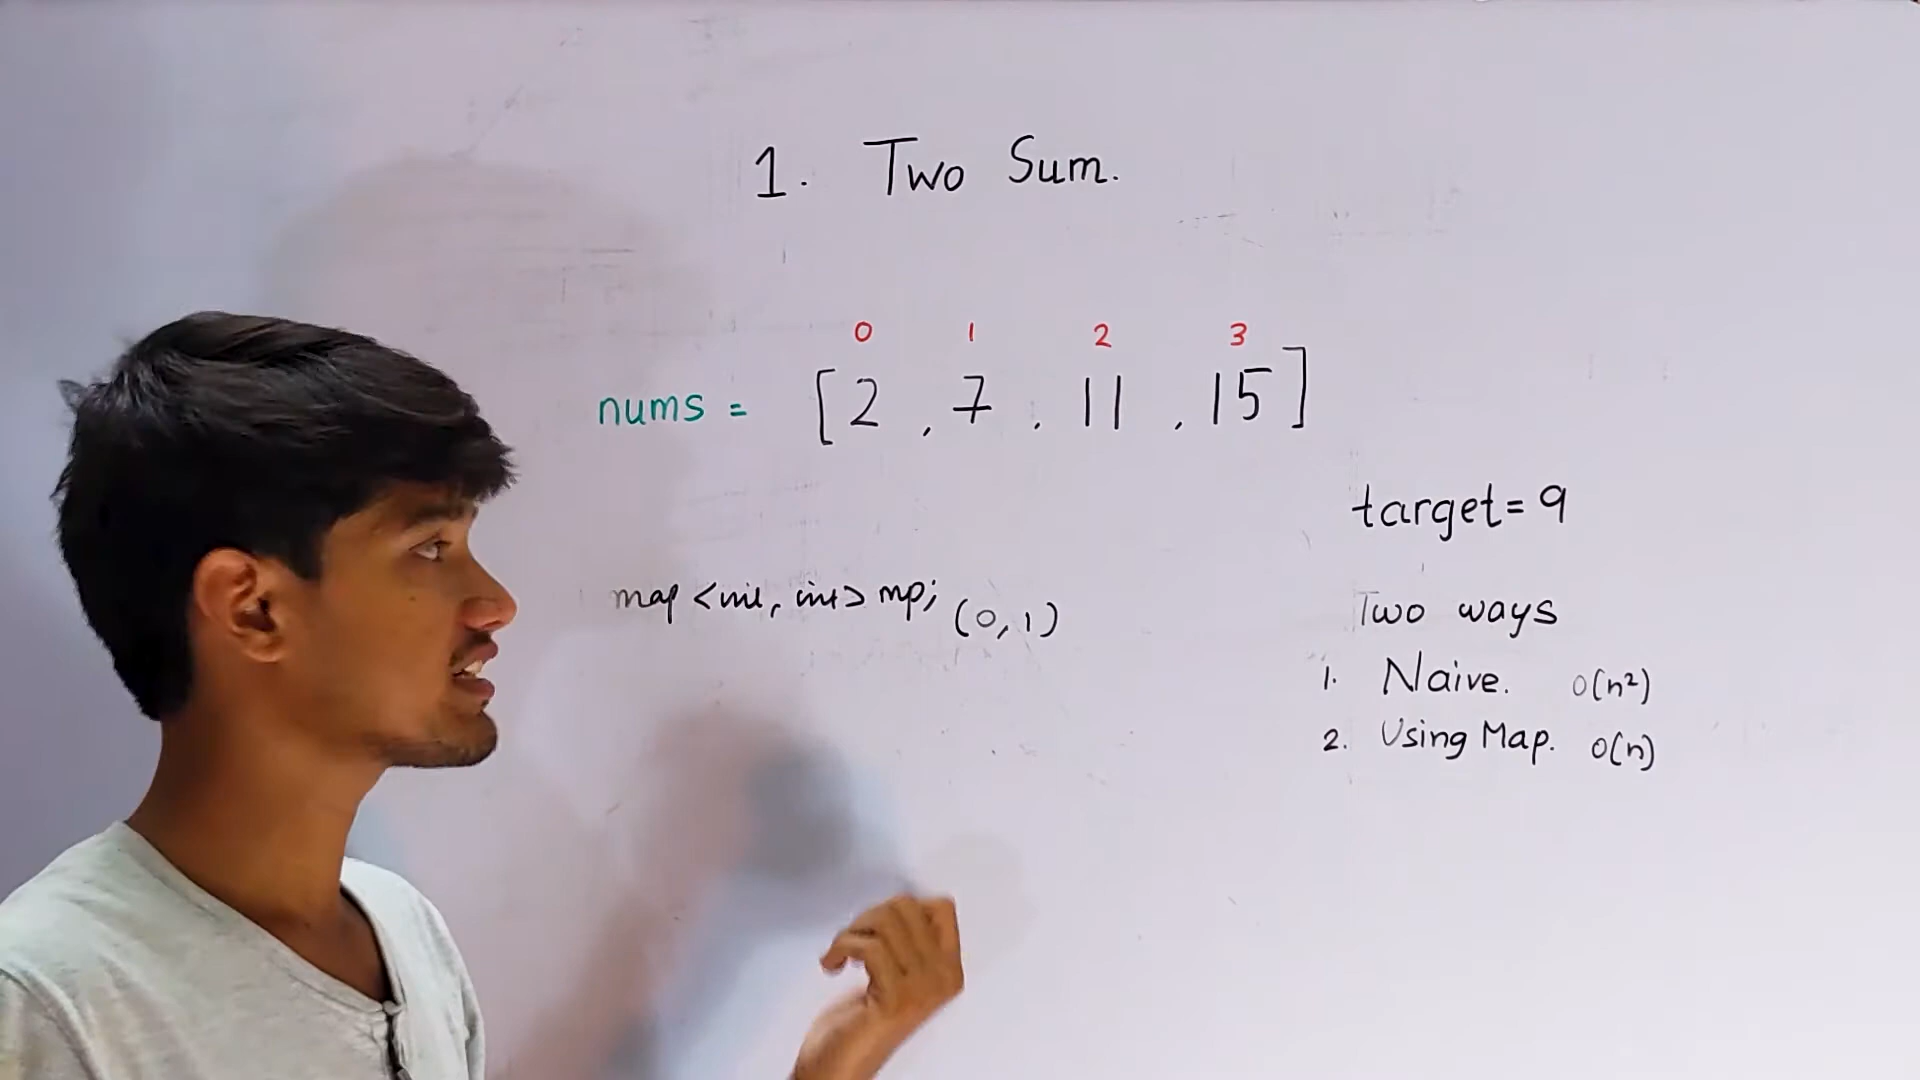 1. Two Sum.
0 1 2 3
nums = [2, 7, 11, 15]
target=9
map <int, int> mp; (0,1)
Two ways
1. Naive. O(n²)
2. Using Map. O(n)